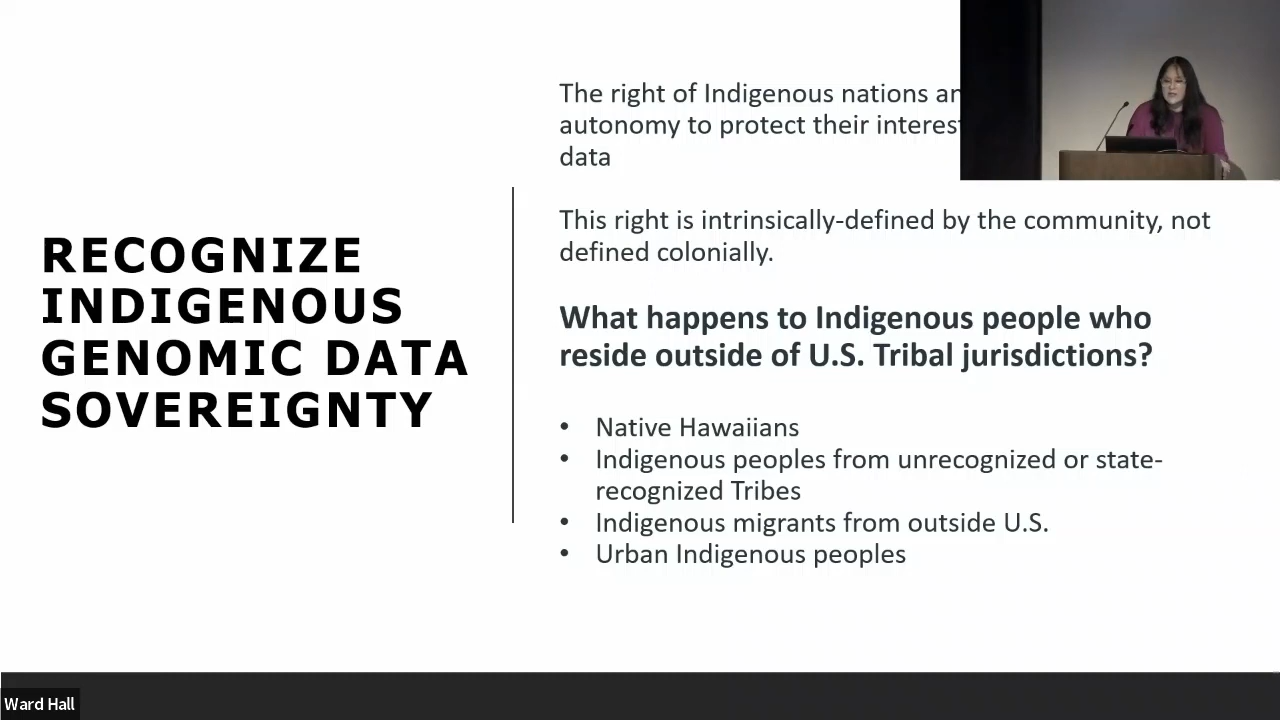 RECOGNIZE
INDIGENOUS
GENOMIC DATA
SOVEREIGNTY
The right of Indigenous nations
autonomy to protect their
data
This right is intrinsically-defined by the community, not
defined colonially.
What happens to Indigenous people who
reside outside of U.S. Tribal jurisdictions?
• Native Hawaiians
• Indigenous peoples from unrecognized or state-
recognized Tribes
• Indigenous migrants from outside U.S.
• Urban Indigenous peoples
Ward Hall